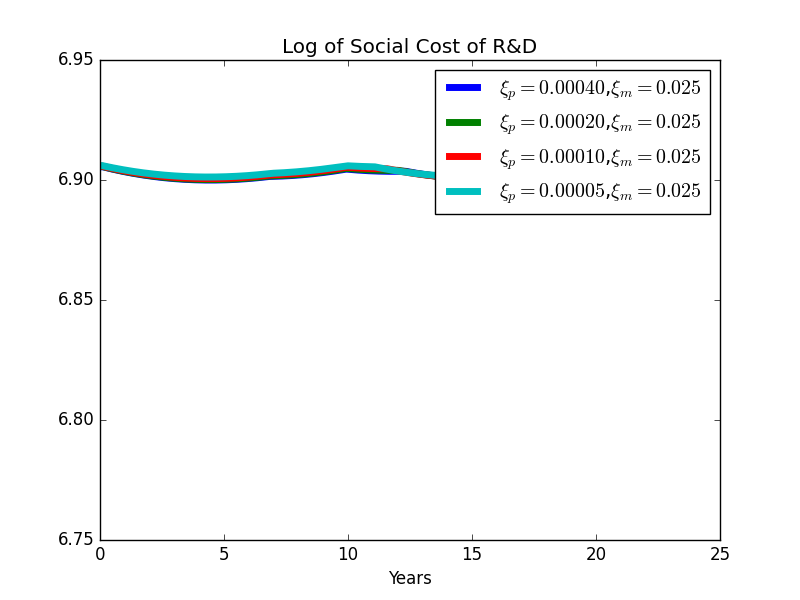 Log of Social Cost of R&D
6.95
6.90
6.85
6.80
6.75
ξₚ = 0.00040,ξₘ = 0.025
ξₚ = 0.00020,ξₘ = 0.025
ξₚ = 0.00010,ξₘ = 0.025
ξₚ = 0.00005,ξₘ = 0.025
0 5 10 15 20 25
Years